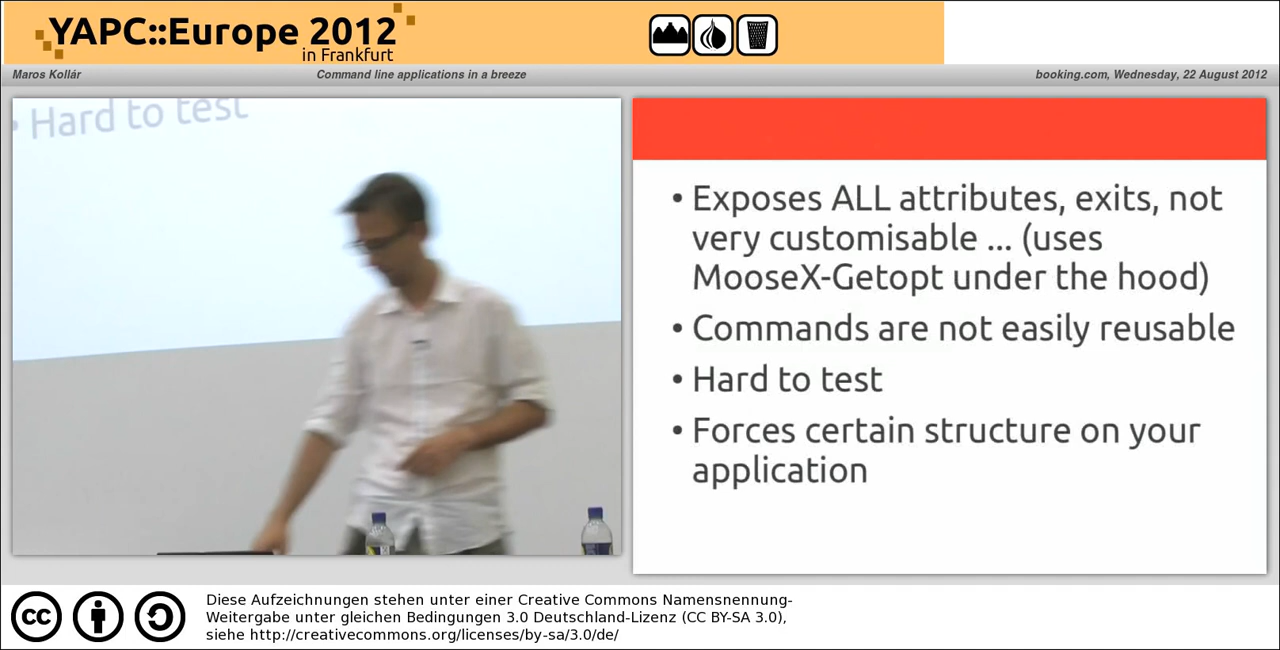 YAPC::Europe 2012
in Frankfurt
Maros Kollár
Command line applications in a breeze
booking.com, Wednesday, 22 August 2012
• Hard to test
• Exposes ALL attributes, exits, not
very customisable ... (uses
MooseX-Getopt under the hood)
• Commands are not easily reusable
• Hard to test
• Forces certain structure on your
application
cc
Diese Aufzeichnungen stehen unter einer Creative Commons Namensnennung-
Weitergabe unter gleichen Bedingungen 3.0 Deutschland-Lizenz (CC BY-SA 3.0),
siehe http://creativecommons.org/licenses/by-sa/3.0/de/